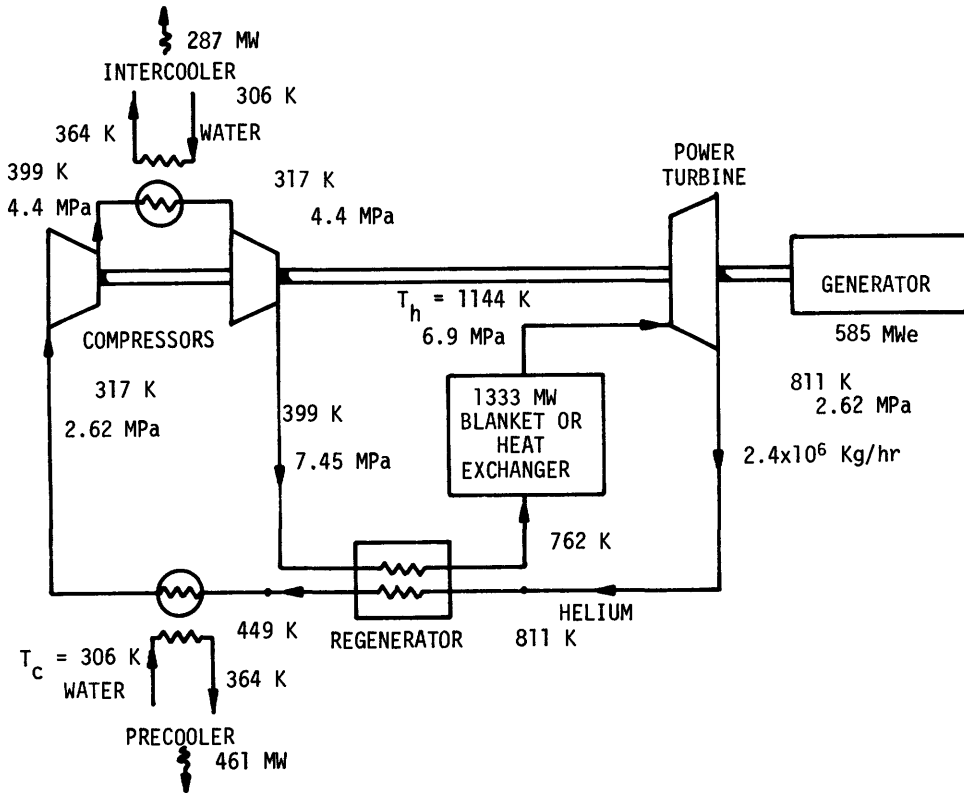 287 MW
INTERCOOLER
306 K
364 K
WATER
399 K
4.4 MPa
317 K
4.4 MPa
POWER
TURBINE
COMPRESSORS
T_h = 1144 K
6.9 MPa
GENERATOR
585 MWe
317 K
2.62 MPa
399 K
7.45 MPa
1333 MW
BLANKET OR
HEAT
EXCHANGER
811 K
2.62 MPa
2.4x10⁶ Kg/hr
762 K
HELIUM
449 K
REGENERATOR
811 K
T_c = 306 K
WATER
364 K
PRECOOLER
461 MW